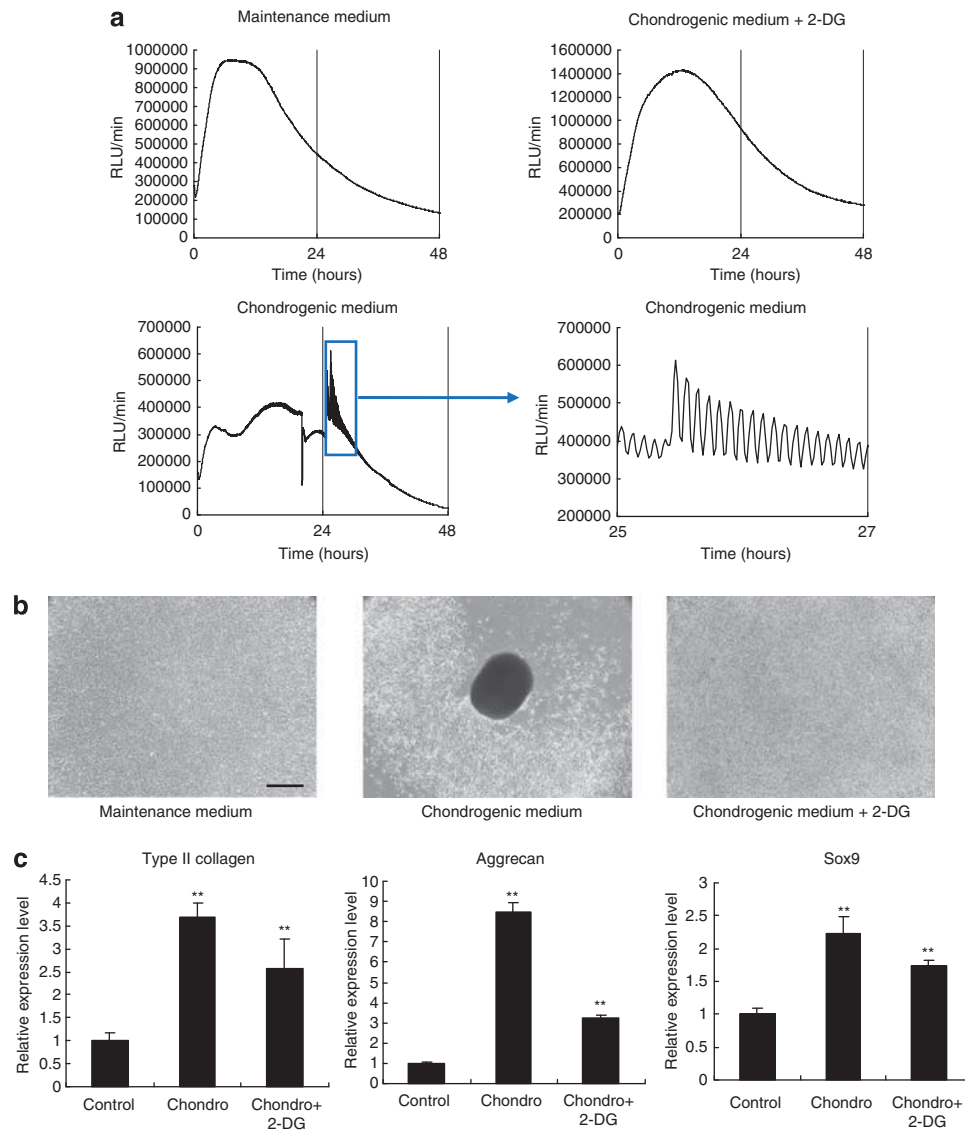 a
Maintenance medium
1000000
900000
800000
700000
600000
500000
400000
300000
200000
100000
0
RLU/min
0 24 48
Time (hours)
Chondrogenic medium + 2-DG
1600000
1400000
1200000
1000000
800000
600000
400000
200000
0
RLU/min
0 24 48
Time (hours)
Chondrogenic medium
700000
600000
500000
400000
300000
200000
100000
0
RLU/min
0 24 48
Time (hours)
Chondrogenic medium
700000
600000
500000
400000
300000
200000
RLU/min
25 27
Time (hours)
b
Maintenance medium
Chondrogenic medium
Chondrogenic medium + 2-DG
c
Type II collagen
4.5
4
3.5
3
2.5
2
1.5
1
0.5
0
Relative expression level
**
**
Control Chondro Chondro+
2-DG
Aggrecan
10
9
8
7
6
5
4
3
2
1
0
Relative expression level
**
**
Control Chondro Chondro+
2-DG
Sox9
3
2.5
2
1.5
1
0.5
0
Relative expression level
**
**
Control Chondro Chondro+
2-DG